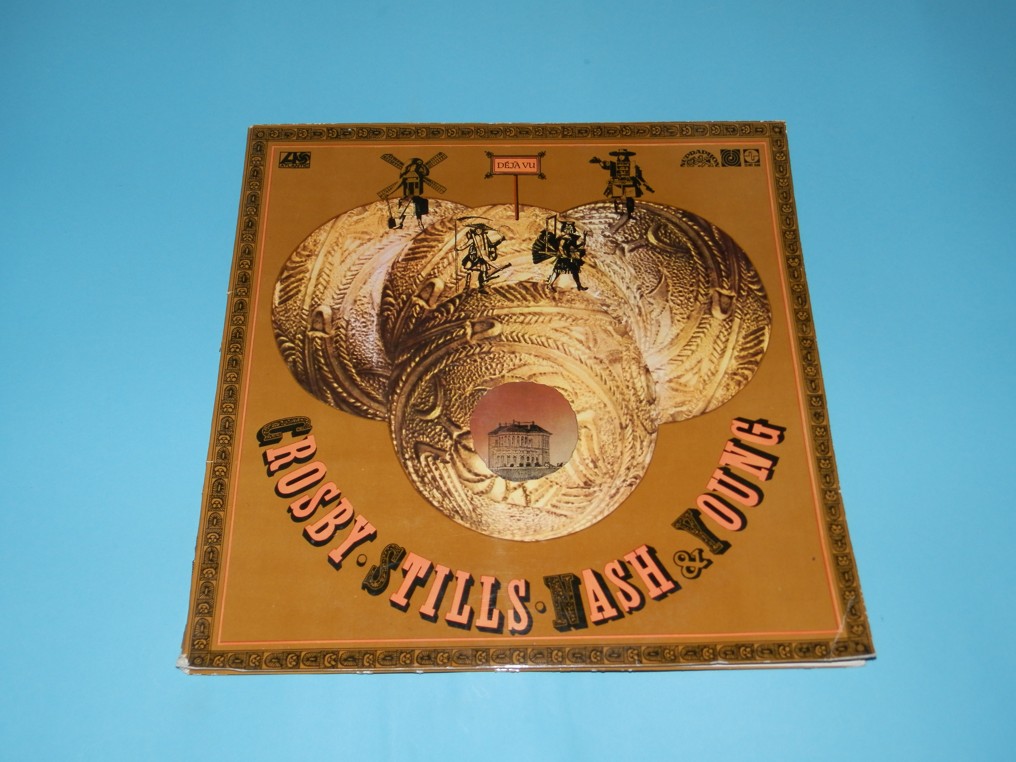 DÉJÀ VU
CROSBY · STILLS · NASH & YOUNG